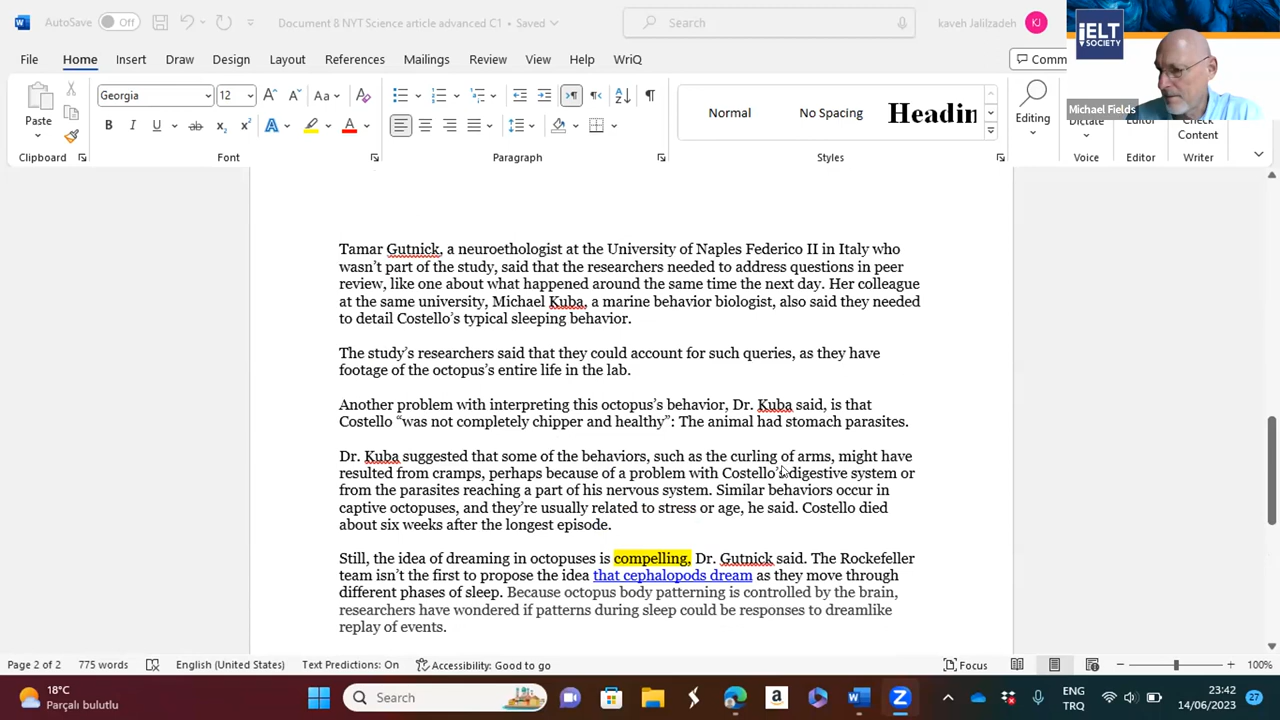 AutoSave Off Document 8 NYT Science article advanced C1 • Saved Search kaveh Jalilzadeh KJ
iELT SOCIETY
File Home Insert Draw Design Layout References Mailings Review View Help WriQ Comm
Michael Fields
Paste Georgia 12 Aa Normal No Spacing Headin Editing Dictate Editor Check Content
B I U ab x₂ x² A A
Clipboard Font Paragraph Styles Voice Editor Writer
Tamar Gutnick, a neuroethologist at the University of Naples Federico II in Italy who
wasn't part of the study, said that the researchers needed to address questions in peer
review, like one about what happened around the same time the next day. Her colleague
at the same university, Michael Kuba, a marine behavior biologist, also said they needed
to detail Costello's typical sleeping behavior.
The study's researchers said that they could account for such queries, as they have
footage of the octopus's entire life in the lab.
Another problem with interpreting this octopus's behavior, Dr. Kuba said, is that
Costello “was not completely chipper and healthy”: The animal had stomach parasites.
Dr. Kuba suggested that some of the behaviors, such as the curling of arms, might have
resulted from cramps, perhaps because of a problem with Costello's digestive system or
from the parasites reaching a part of his nervous system. Similar behaviors occur in
captive octopuses, and they're usually related to stress or age, he said. Costello died
about six weeks after the longest episode.
Still, the idea of dreaming in octopuses is compelling, Dr. Gutnick said. The Rockefeller
team isn't the first to propose the idea that cephalopods dream as they move through
different phases of sleep. Because octopus body patterning is controlled by the brain,
researchers have wondered if patterns during sleep could be responses to dreamlike
replay of events.
Page 2 of 2 775 words English (United States) Text Predictions: On Accessibility: Good to go Focus 100%
18°C
Parçalı bulutlu
Search
ENG
TRQ
23:42
14/06/2023
27